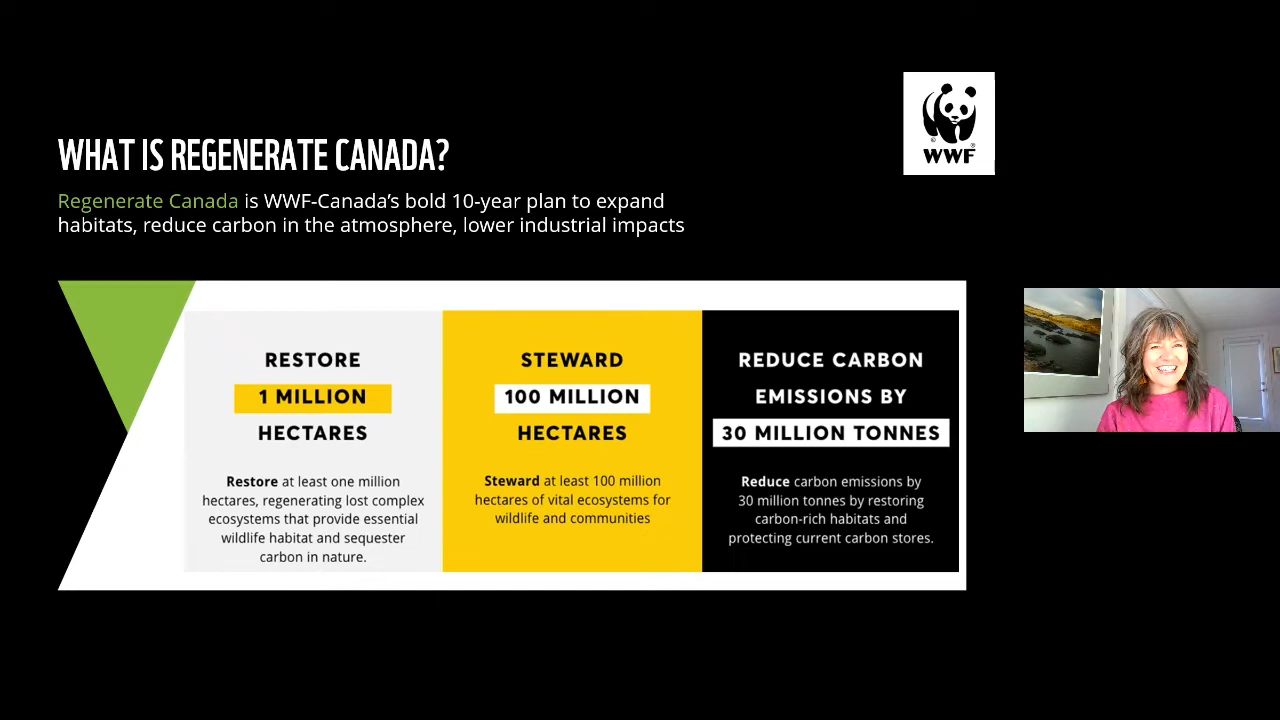 WWF
WHAT IS REGENERATE CANADA?
Regenerate Canada is WWF-Canada's bold 10-year plan to expand
habitats, reduce carbon in the atmosphere, lower industrial impacts
RESTORE
1 MILLION
HECTARES
Restore at least one million
hectares, regenerating lost complex
ecosystems that provide essential
wildlife habitat and sequester
carbon in nature.
STEWARD
100 MILLION
HECTARES
Steward at least 100 million
hectares of vital ecosystems for
wildlife and communities
REDUCE CARBON
EMISSIONS BY
30 MILLION TONNES
Reduce carbon emissions by
30 million tonnes by restoring
carbon-rich habitats and
protecting current carbon stores.